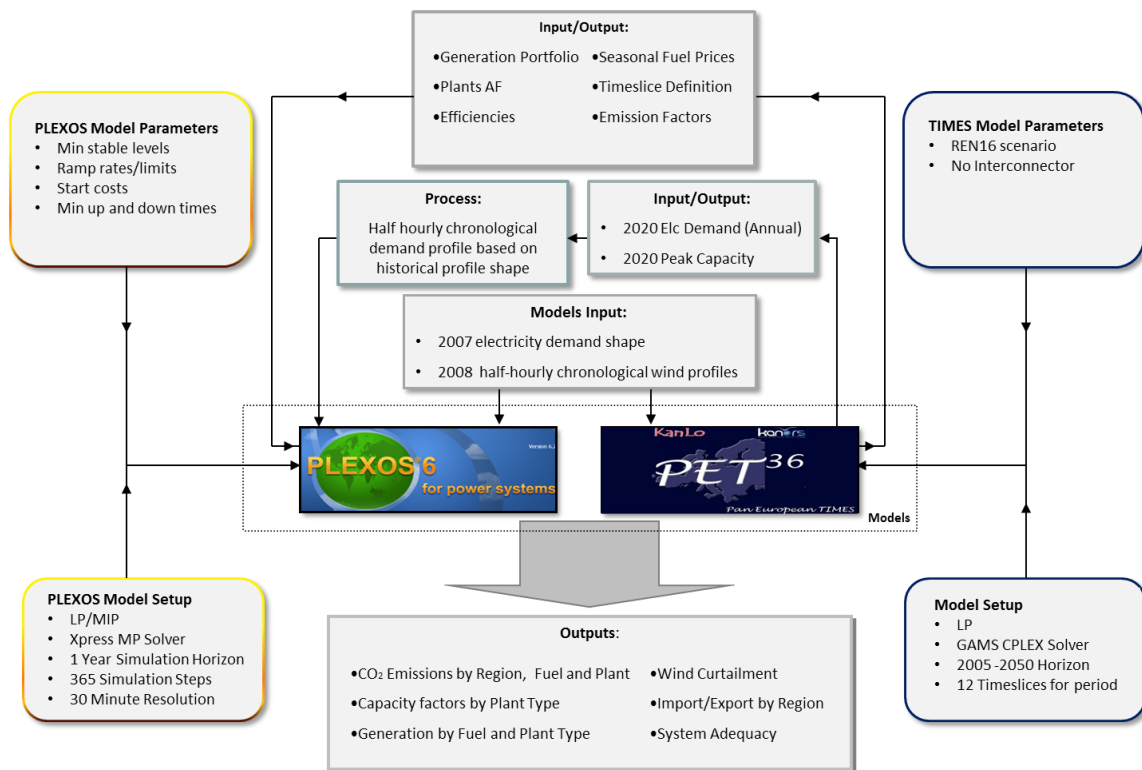 Input/Output:
•Generation Portfolio
•Seasonal Fuel Prices
•Plants AF
•Timeslice Definition
•Efficiencies
•Emission Factors
PLEXOS Model Parameters
• Min stable levels
• Ramp rates/limits
• Start costs
• Min up and down times
TIMES Model Parameters
• REN16 scenario
• No Interconnector
Process:
Half hourly chronological
demand profile based on
historical profile shape
Input/Output:
• 2020 Elc Demand (Annual)
• 2020 Peak Capacity
Models Input:
• 2007 electricity demand shape
• 2008 half-hourly chronological wind profiles
PLEXOS 6
for power systems
KanLo
kanors
PET36
Pan European TIMES
Models
PLEXOS Model Setup
• LP/MIP
• Xpress MP Solver
• 1 Year Simulation Horizon
• 365 Simulation Steps
• 30 Minute Resolution
Model Setup
• LP
• GAMS CPLEX Solver
• 2005 -2050 Horizon
• 12 Timeslices for period
Outputs:
•CO2 Emissions by Region, Fuel and Plant
•Wind Curtailment
•Capacity factors by Plant Type
•Import/Export by Region
•Generation by Fuel and Plant Type
•System Adequacy